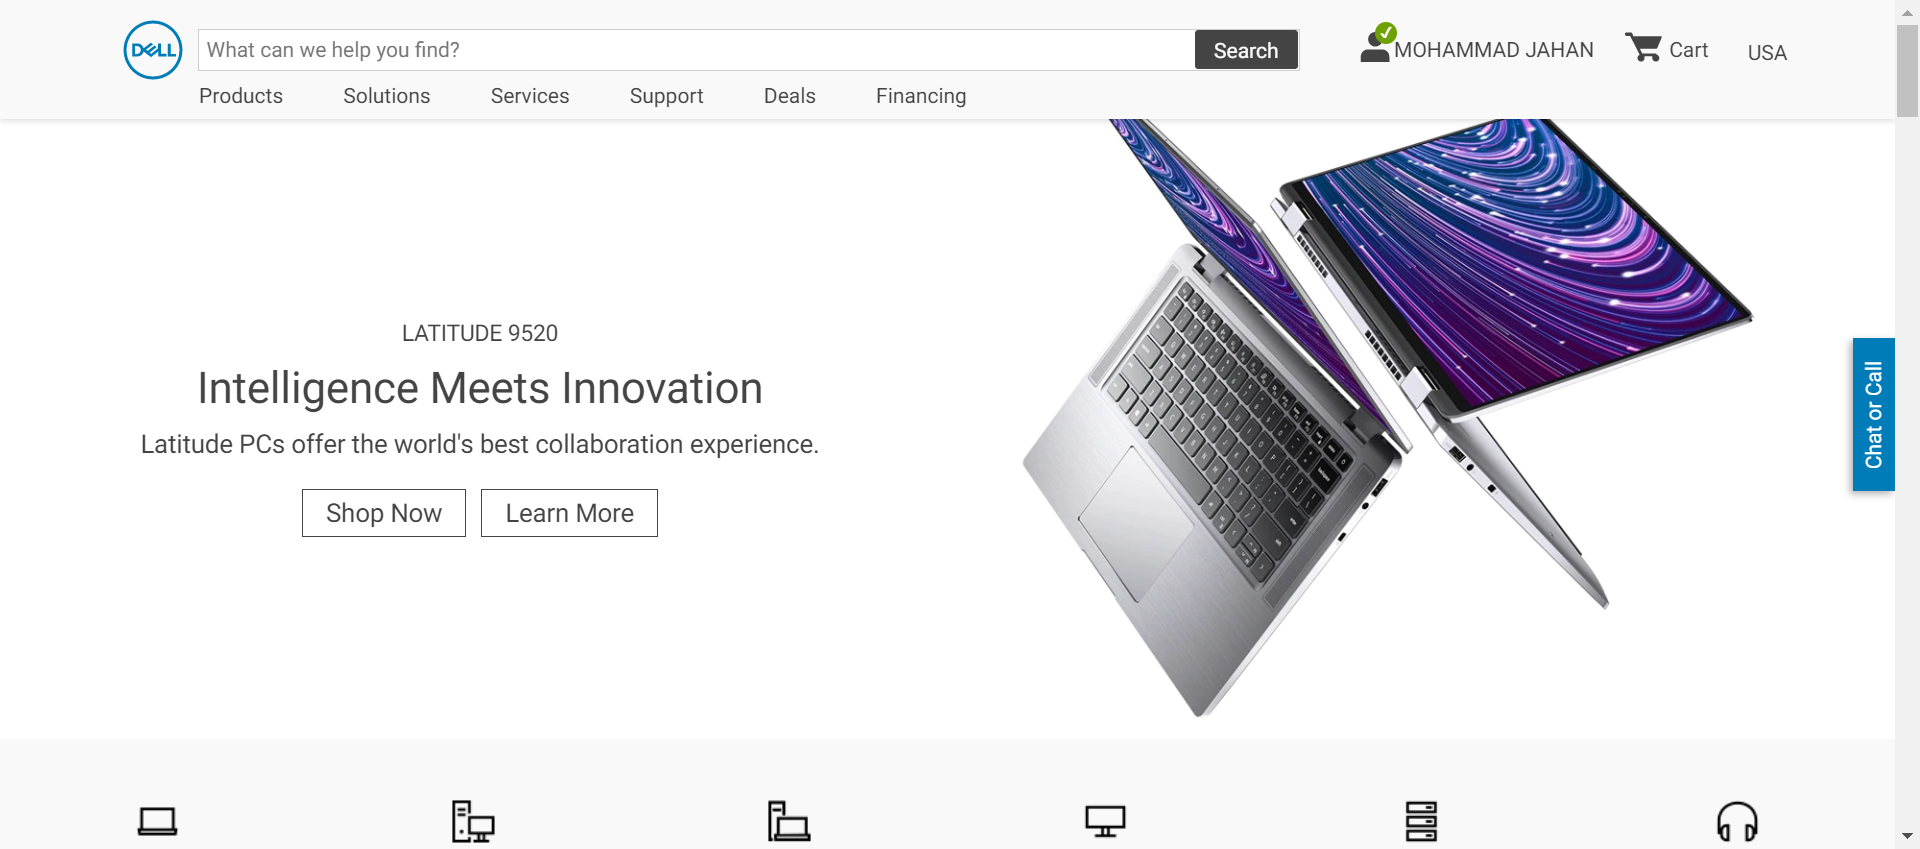 DELL
What can we help you find?
Search
MOHAMMAD JAHAN
Cart
USA
Products
Solutions
Services
Support
Deals
Financing
LATITUDE 9520
Intelligence Meets Innovation
Latitude PCs offer the world's best collaboration experience.
Shop Now
Learn More
Chat or Call